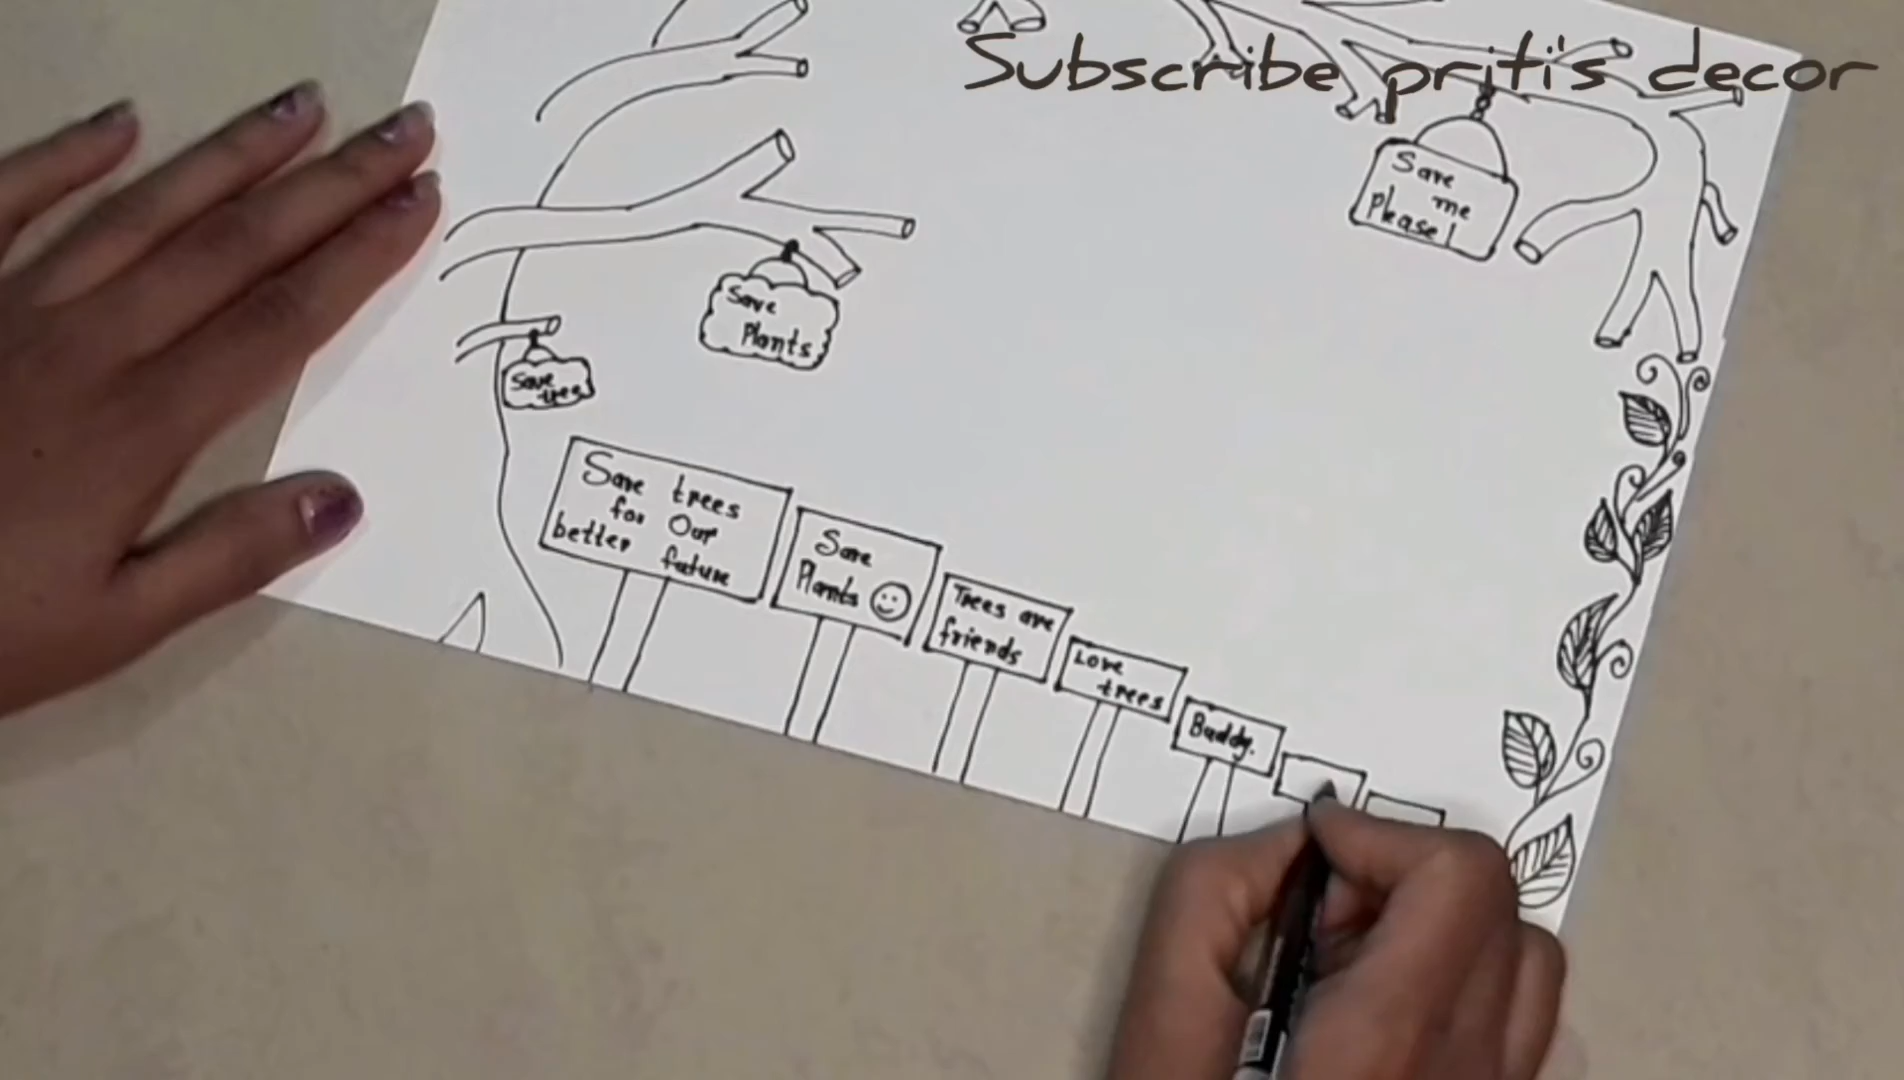 Subscribe priti's decor
Save
me
Please!
Save
Plants
Save
tree
Save trees
for Our
better future
Save
Plants
Trees are
friends
Love
trees
Buddy.